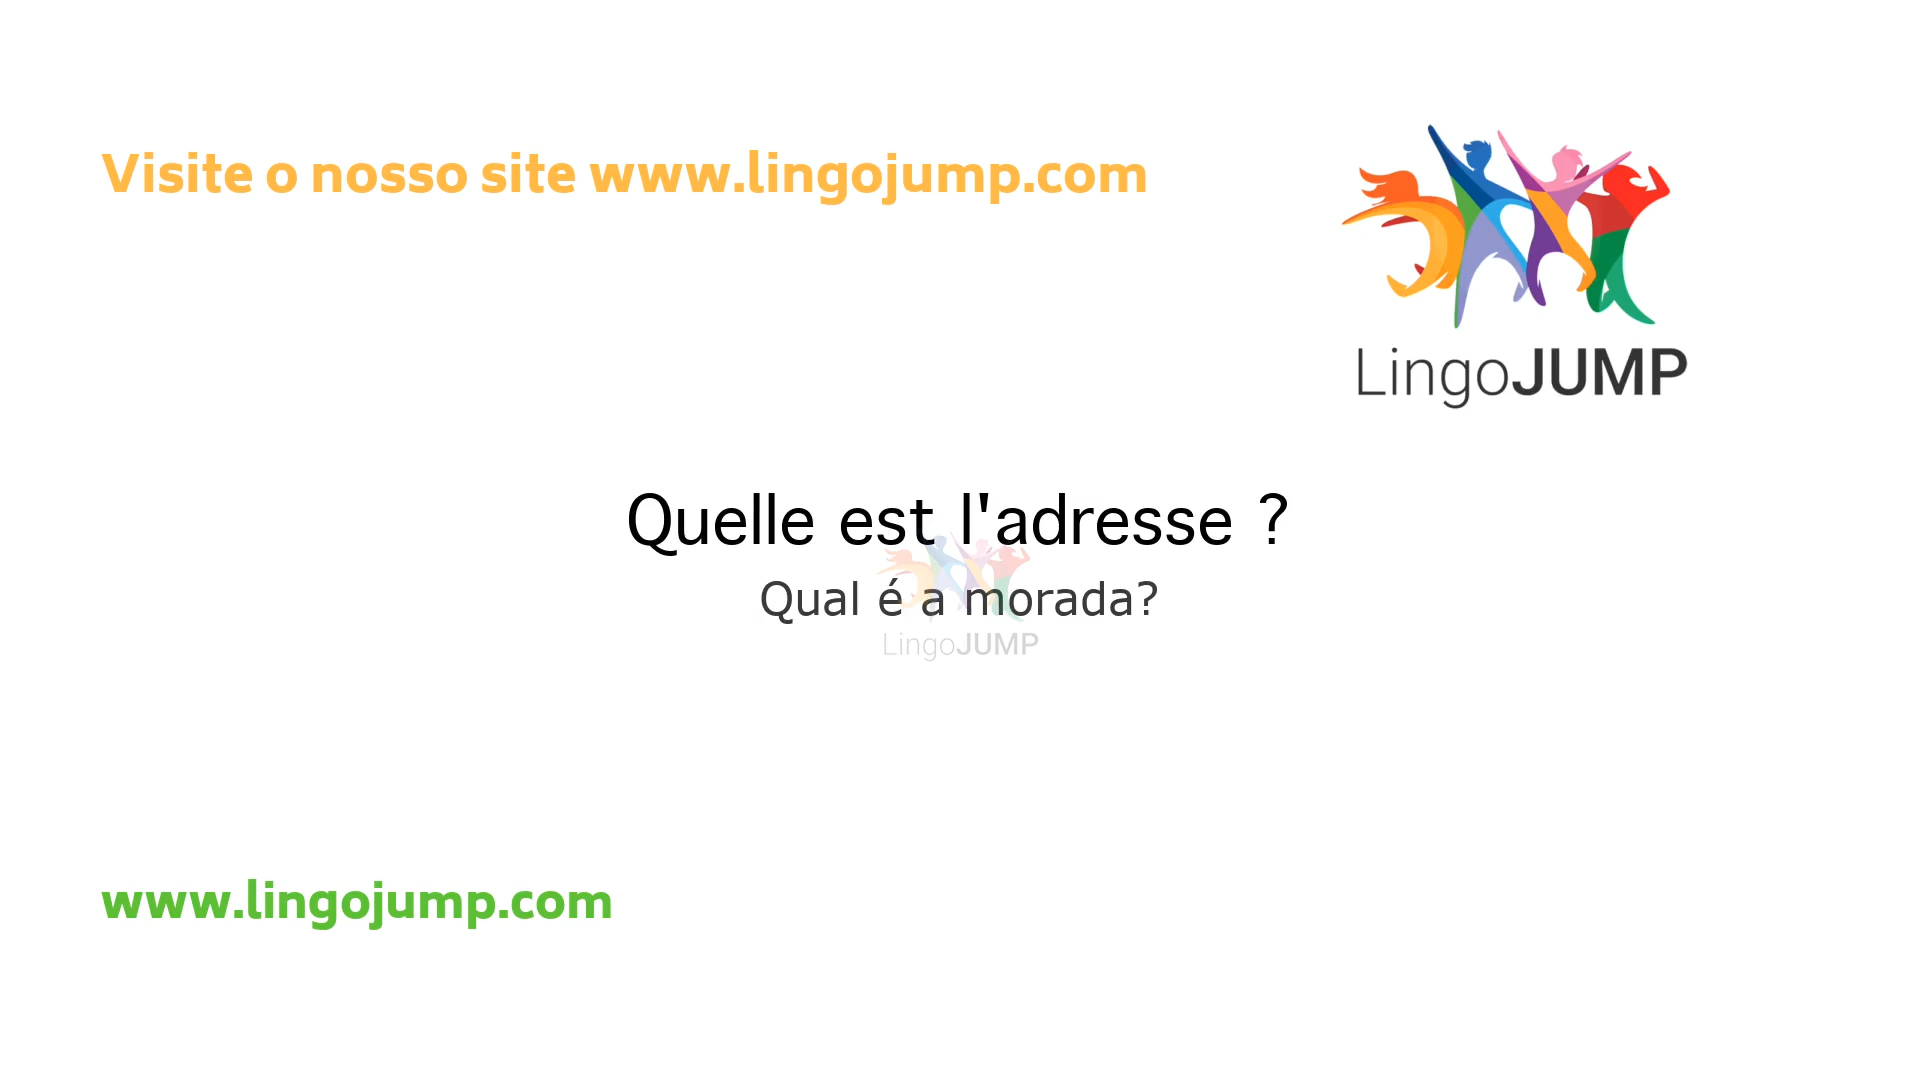 Visite o nosso site www.lingojump.com
LingoJUMP
Quelle est l'adresse ?
Qual é a morada?
LingoJUMP
www.lingojump.com